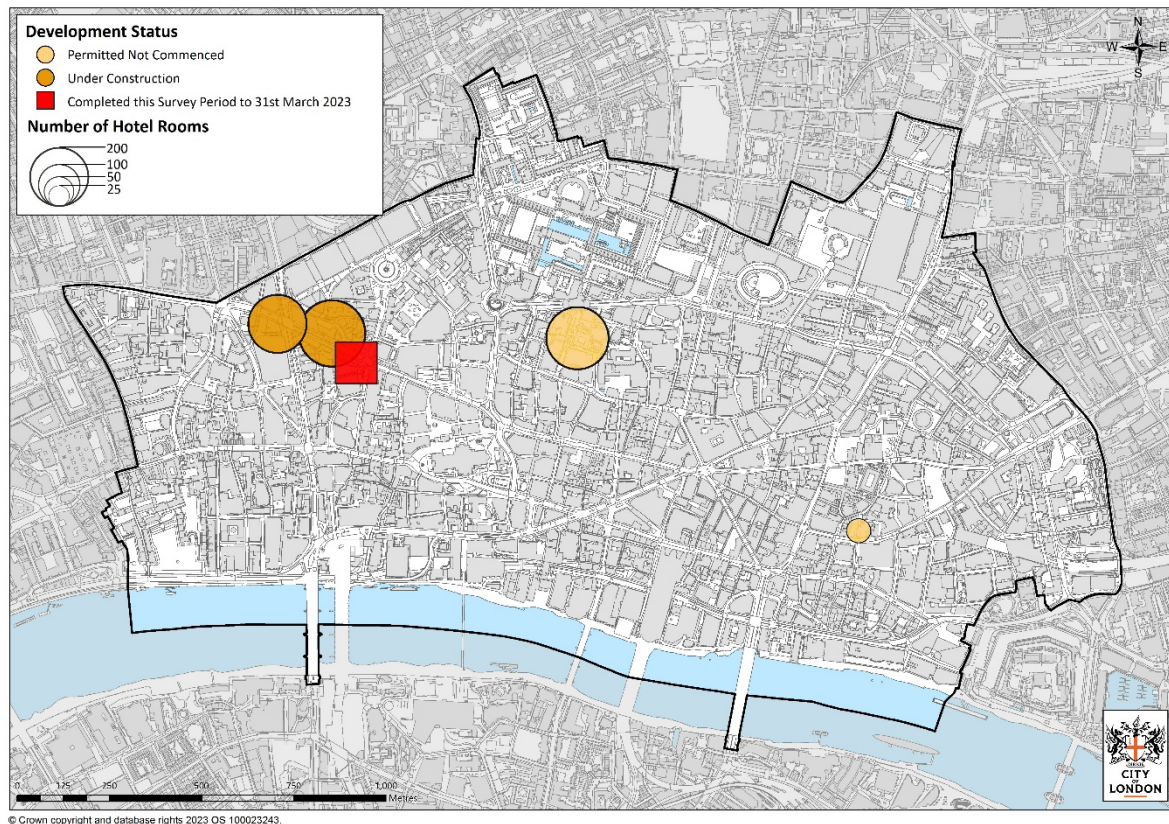 Development Status
Permitted Not Commenced
Under Construction
Completed this Survey Period to 31st March 2023
Number of Hotel Rooms
200
100
50
25
N
W E
S
0 125 250 500 750 1,000
Metres
CITY
OF
LONDON
© Crown copyright and database rights 2023 OS 100023243.